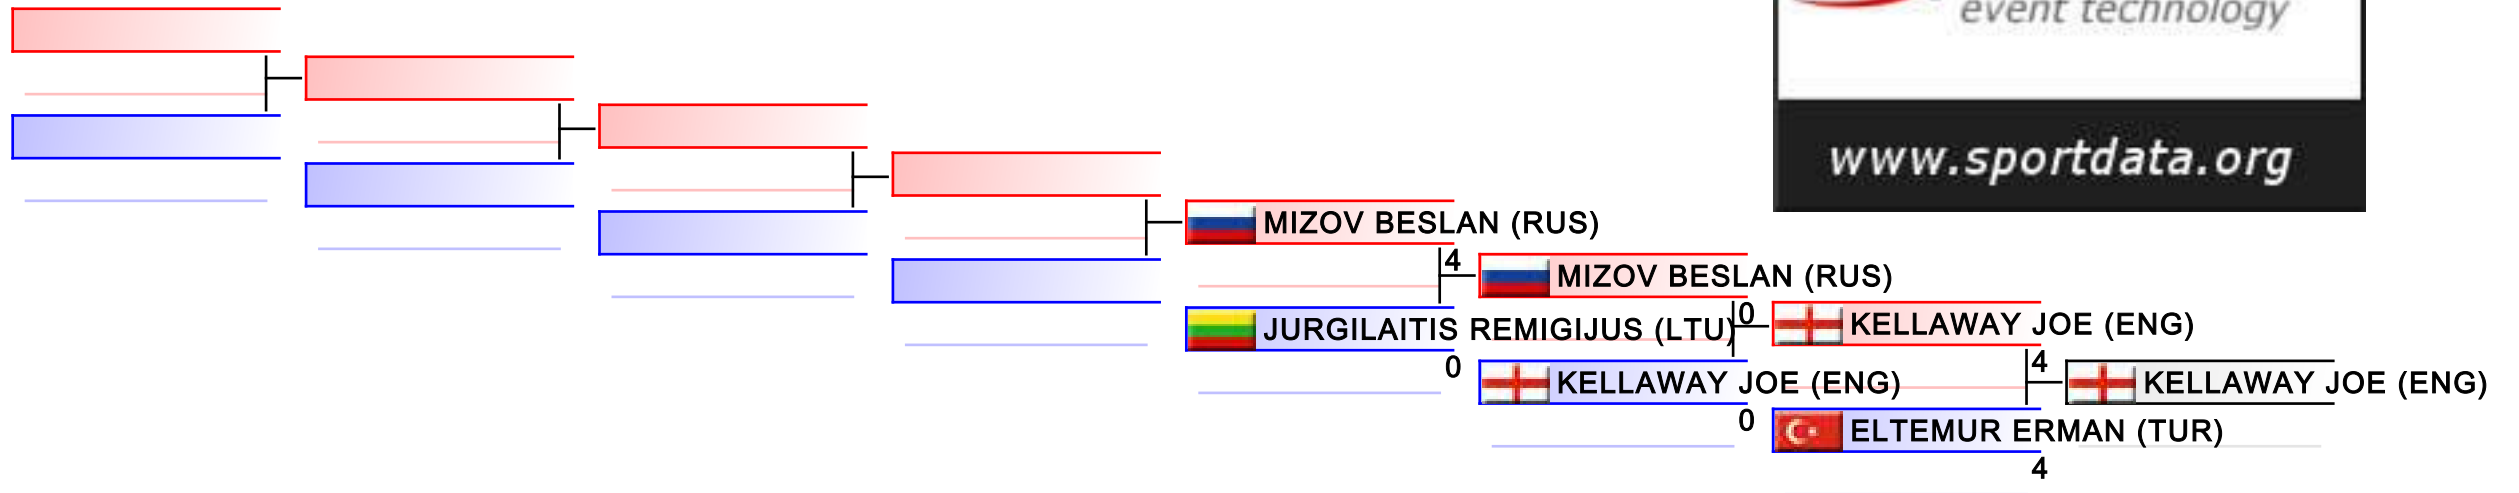 event technology
www.sportdata.org
MIZOV BESLAN (RUS)
4
MIZOV BESLAN (RUS)
0
JURGILAITIS REMIGIJUS (LTU)
0
KELLAWAY JOE (ENG)
4
KELLAWAY JOE (ENG)
0
KELLAWAY JOE (ENG)
ELTEMUR ERMAN (TUR)
4